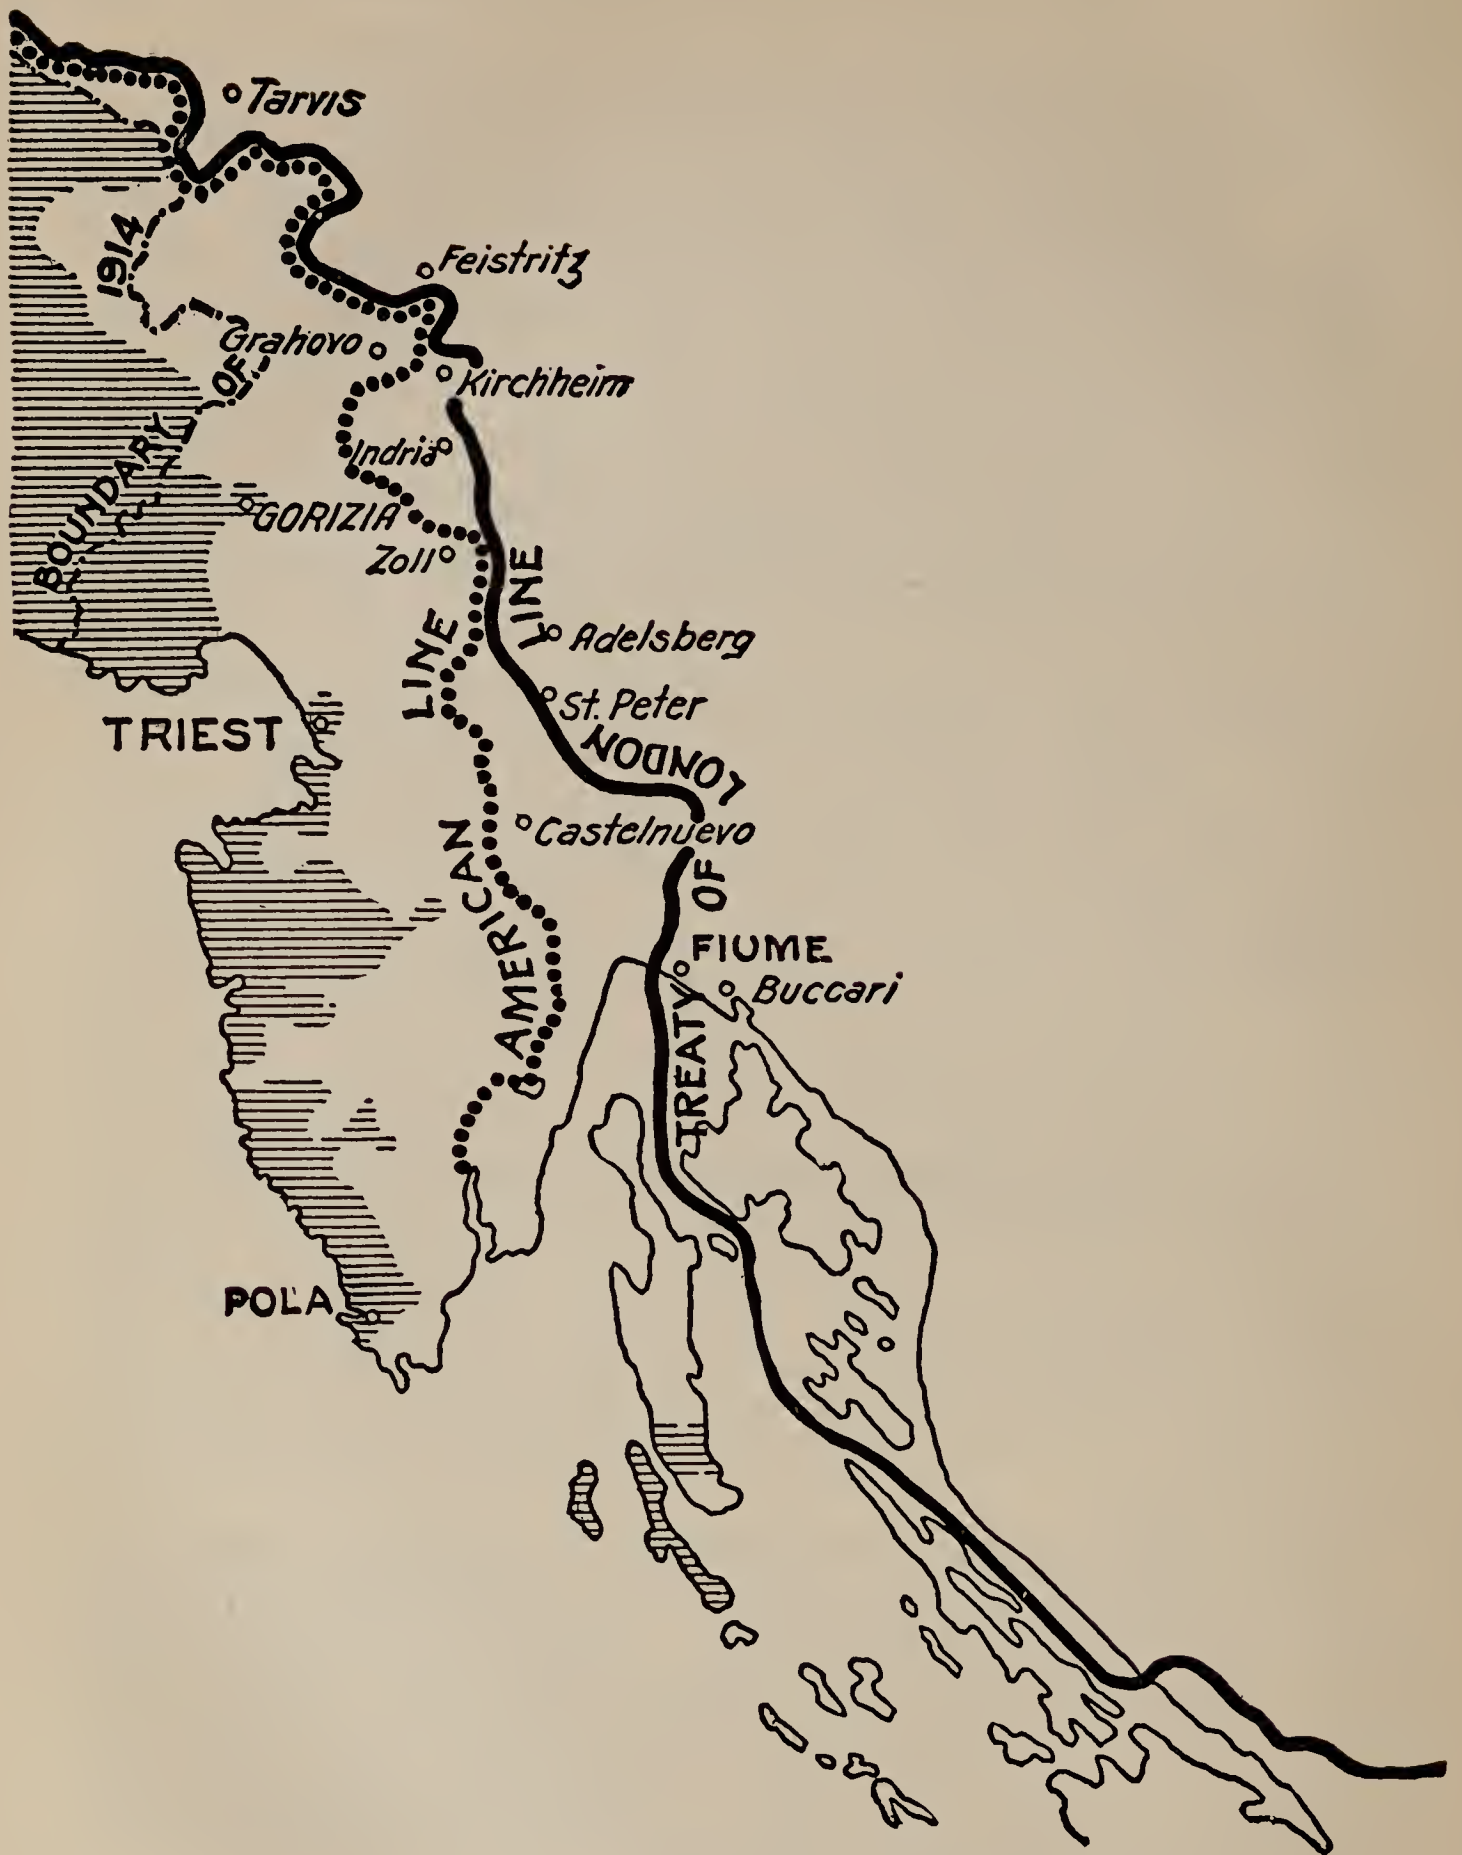 Tarvis
BOUNDARY OF 1914
Feistritz
Grahovo
Kirchheim
Indria
GORIZIA
Zoll
Adelsberg
St. Peter
TRIEST
Castelnuevo
AMERICAN LINE
TREATY OF LONDON LINE
FIUME
Buccari
POLA